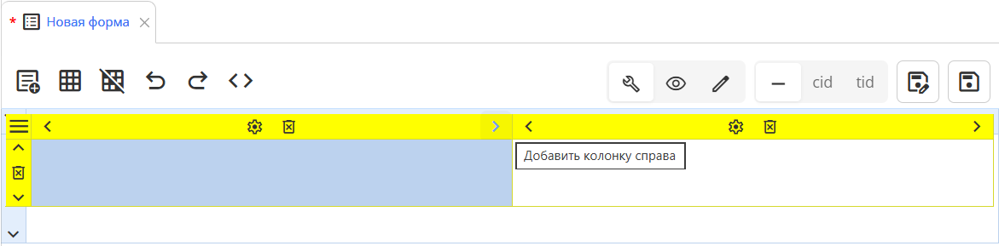 * Новая форма
cid tid
Добавить колонку справа